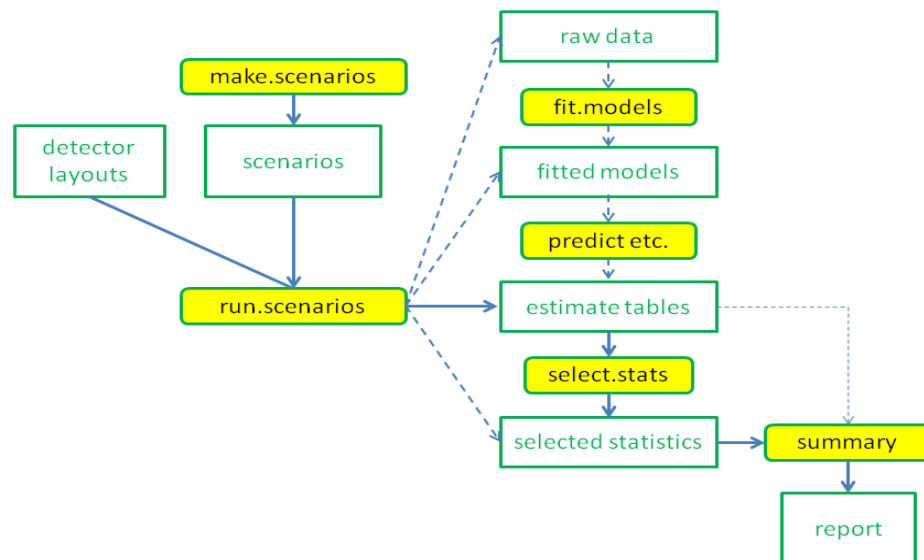 raw data
make.scenarios
fit.models
detector
layouts
scenarios
fitted models
predict etc.
run.scenarios
estimate tables
select.stats
selected statistics
summary
report